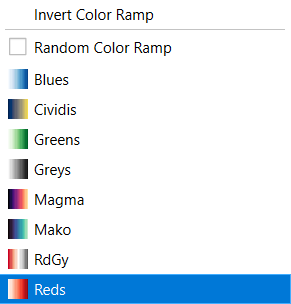 Invert Color Ramp
Random Color Ramp
Blues
Cividis
Greens
Greys
Magma
Mako
RdGy
Reds